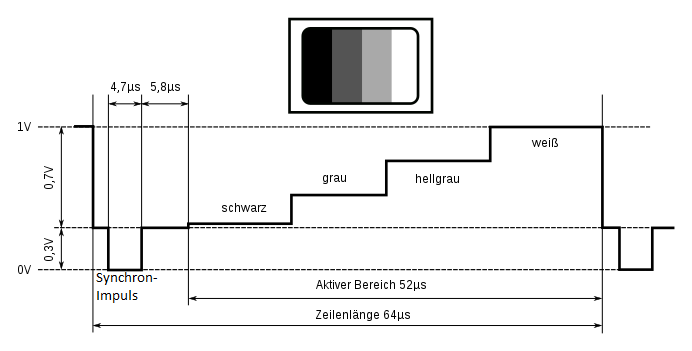 4,7µs
5,8µs
1V
weiß
0,7V
grau
hellgrau
schwarz
0,3V
0V
Synchron-
Impuls
Aktiver Bereich 52µs
Zeilenlänge 64µs